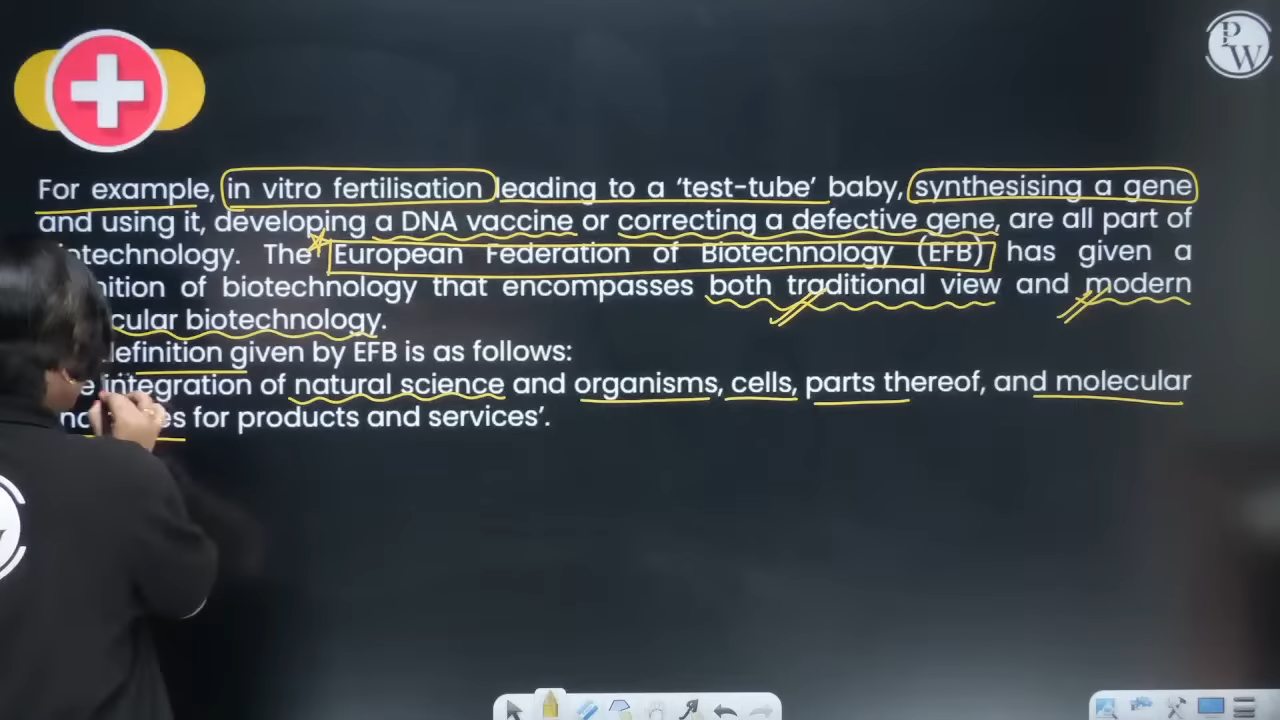 PW
For example, in vitro fertilisation leading to a ‘test-tube’ baby, synthesising a gene
and using it, developing a DNA vaccine or correcting a defective gene, are all part of
technology. The European Federation of Biotechnology (EFB) has given a
of biotechnology that encompasses both traditional view and modern
biotechnology.
definition given by EFB is as follows:
integration of natural science and organisms, cells, parts thereof, and molecular
for products and services’.